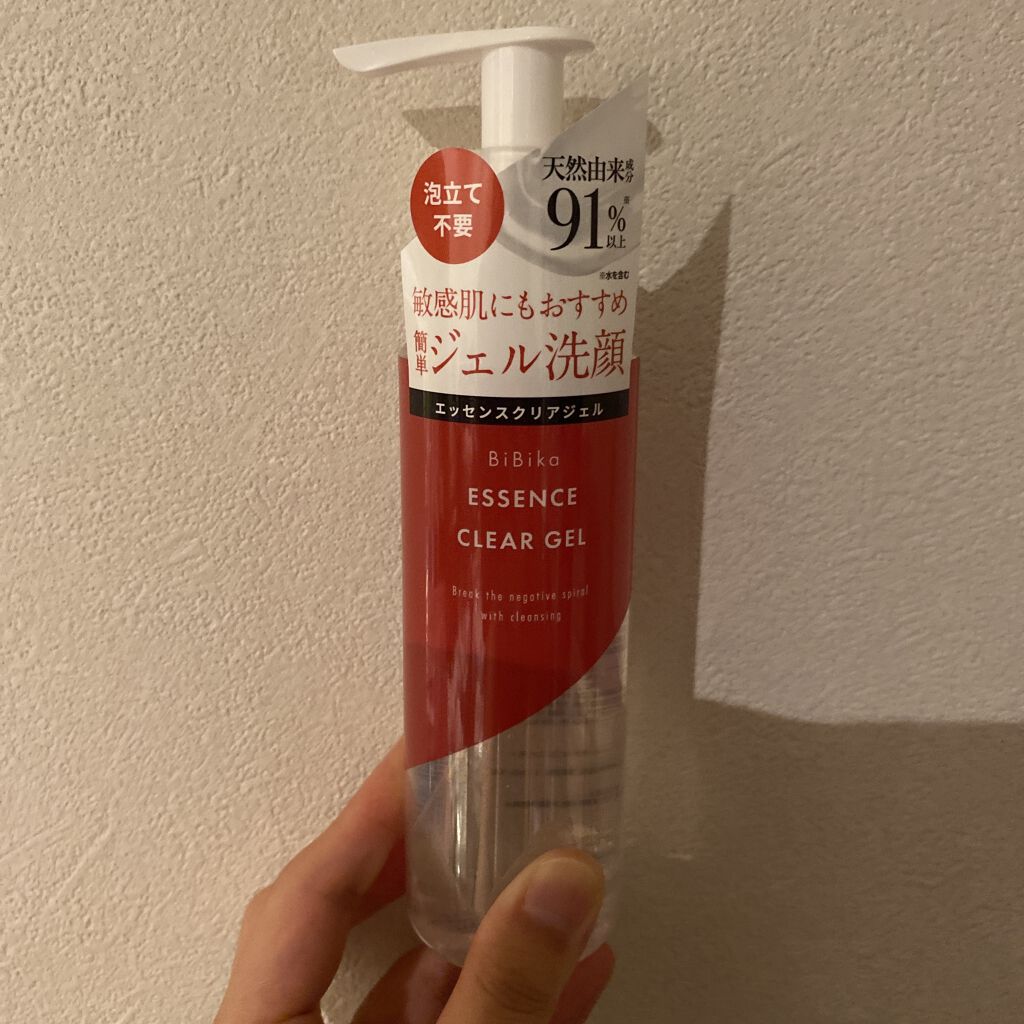 泡立て
不要
天然由来成分
91%※以上
※水を含む
敏感肌にもおすすめ
簡単ジェル洗顔
エッセンスクリアジェル
BiBika
ESSENCE
CLEAR GEL
Break the negative spiral
with cleansing